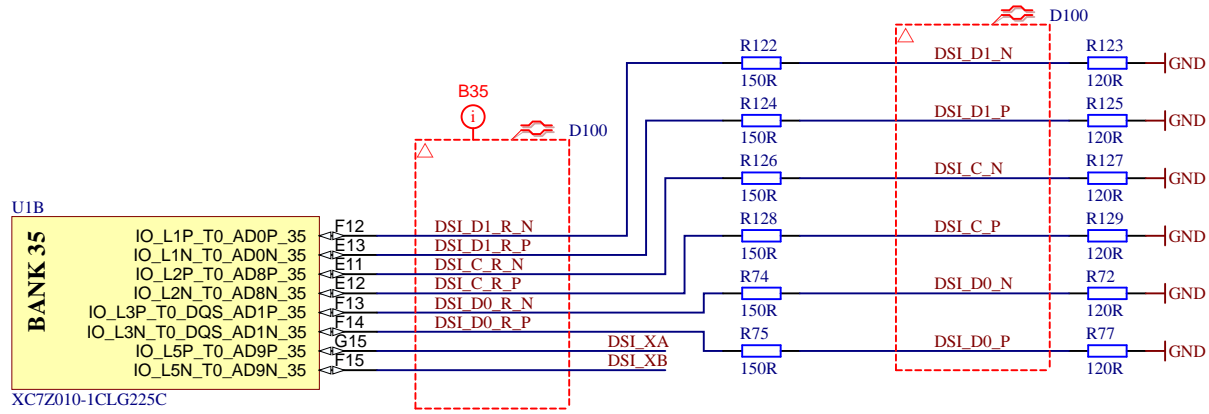 D100
R122
DSI_D1_N
R123
150R
120R
GND
B35
i
R124
DSI_D1_P
R125
D100
150R
120R
GND
R126
DSI_C_N
R127
150R
120R
GND
U1B
R128
DSI_C_P
R129
150R
120R
GND
BANK 35
IO_L1P_T0_AD0P_35 F12 DSI_D1_R_N
IO_L1N_T0_AD0N_35 E13 DSI_D1_R_P
IO_L2P_T0_AD8P_35 E11 DSI_C_R_N
IO_L2N_T0_AD8N_35 E12 DSI_C_R_P
IO_L3P_T0_DQS_AD1P_35 F13 DSI_D0_R_N
IO_L3N_T0_DQS_AD1N_35 F14 DSI_D0_R_P
IO_L5P_T0_AD9P_35 G15 DSI_XA
IO_L5N_T0_AD9N_35 F15 DSI_XB
R74
DSI_D0_N
R72
150R
120R
GND
R75
DSI_D0_P
R77
150R
120R
GND
XC7Z010-1CLG225C